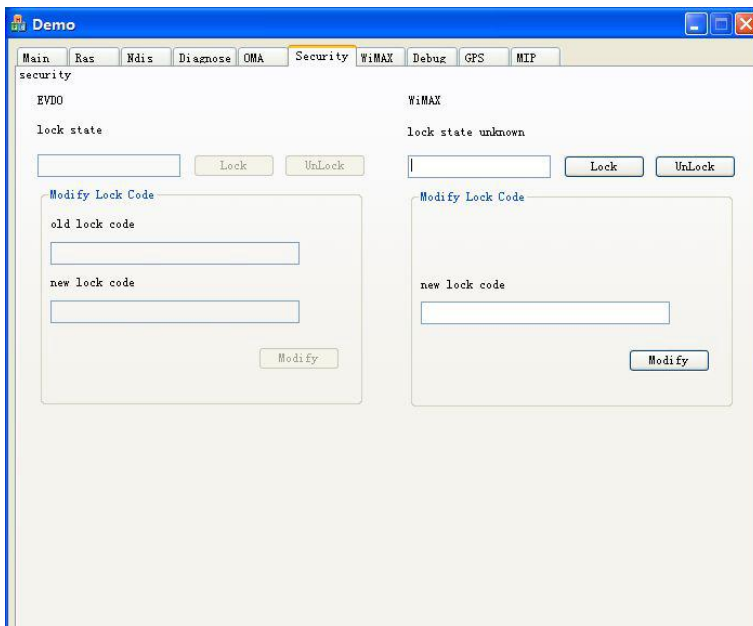 Demo
Main Ras Ndis Diagnose OMA Security WiMAX Debug GPS MIP
security
EVDO WiMAX
lock state lock state unknown
Lock UnLock Lock UnLock
Modify Lock Code Modify Lock Code
old lock code
new lock code new lock code
Modify Modify